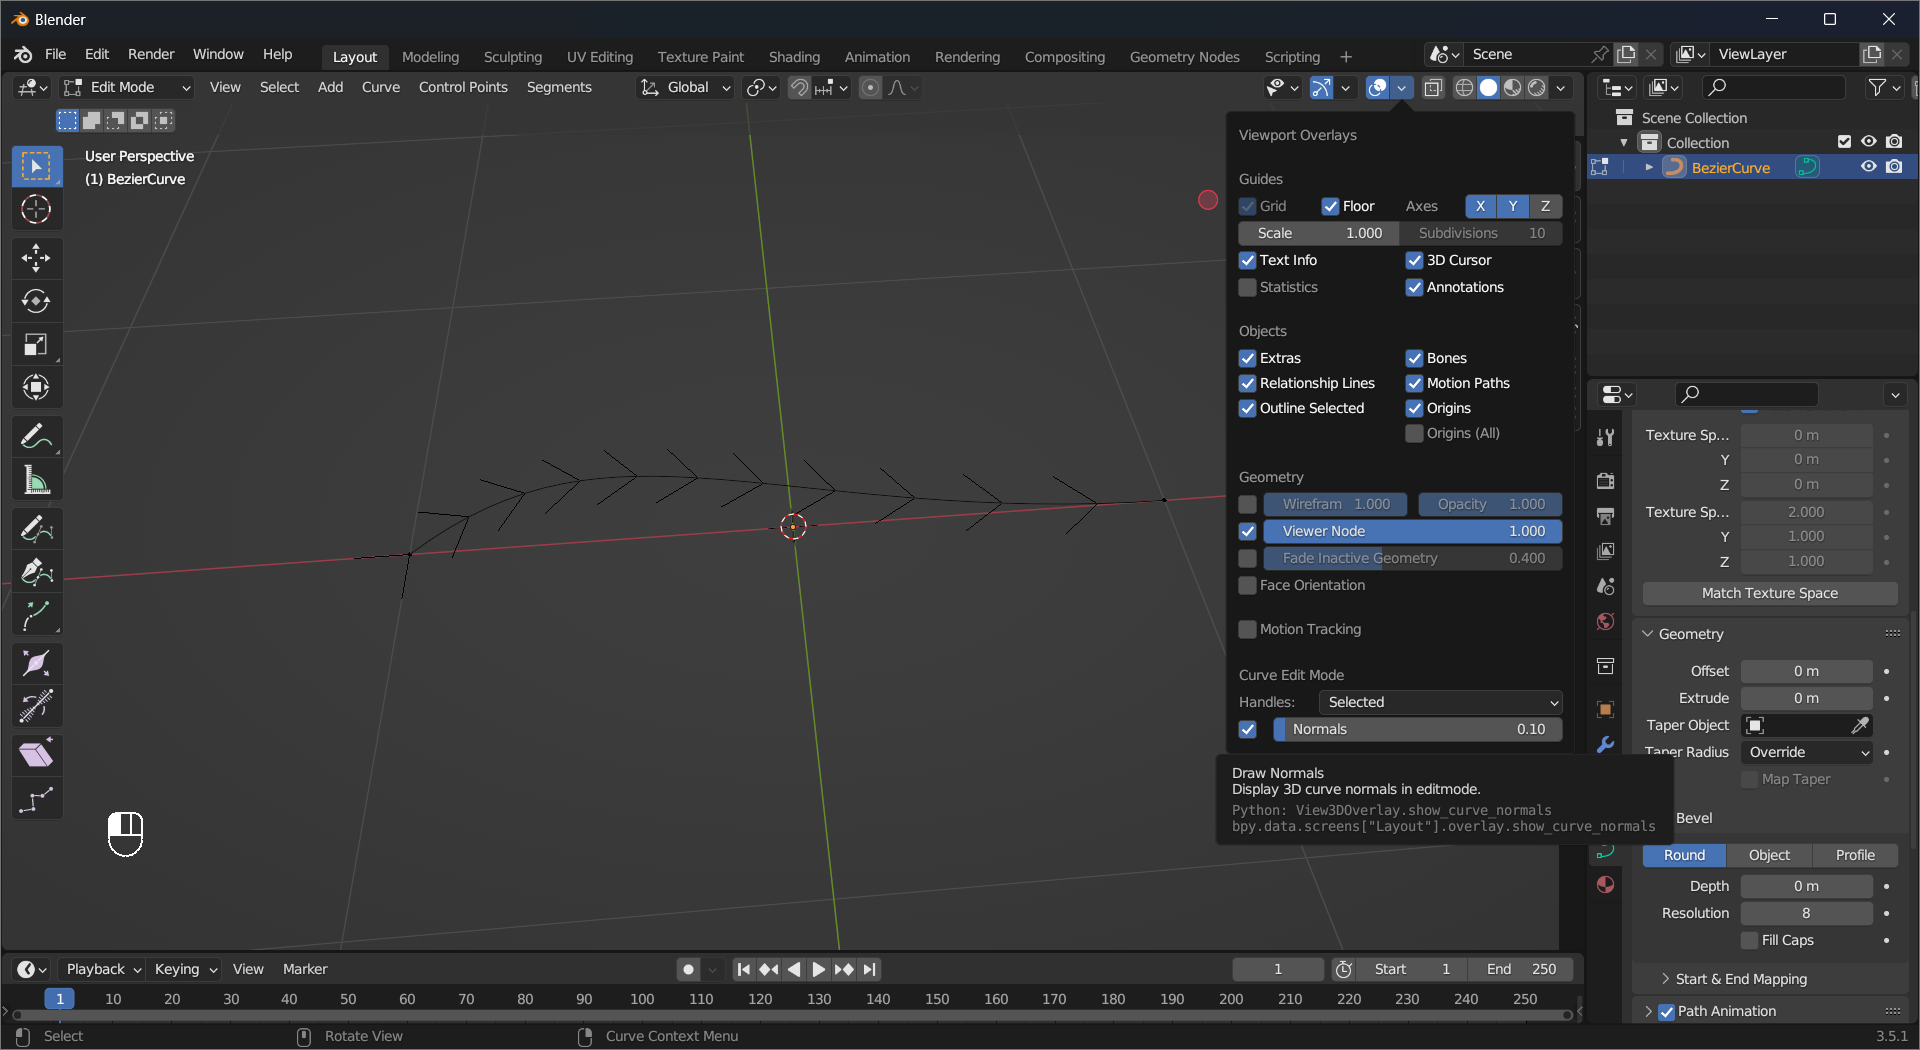 Blender
File Edit Render Window Help Layout Modeling Sculpting UV Editing Texture Paint Shading Animation Rendering Compositing Geometry Nodes Scripting + Scene ViewLayer
Edit Mode View Select Add Curve Control Points Segments Global
User Perspective
(1) BezierCurve
Viewport Overlays
Guides
Grid Floor Axes X Y Z
Scale 1.000 Subdivisions 10
Text Info 3D Cursor
Statistics Annotations
Objects
Extras Bones
Relationship Lines Motion Paths
Outline Selected Origins
Origins (All)
Geometry
Wirefram 1.000 Opacity 1.000
Viewer Node 1.000
Fade Inactive Geometry 0.400
Face Orientation
Motion Tracking
Curve Edit Mode
Handles: Selected
Normals 0.10
Draw Normals
Display 3D curve normals in editmode.
Python: View3DOverlay.show_curve_normals
bpy.data.screens["Layout"].overlay.show_curve_normals
Scene Collection
Collection
BezierCurve
Texture Sp... 0 m
Y 0 m
Z 0 m
Texture Sp... 2.000
Y 1.000
Z 1.000
Match Texture Space
Geometry
Offset 0 m
Extrude 0 m
Taper Object
Taper Radius Override
Map Taper
Bevel
Round Object Profile
Depth 0 m
Resolution 8
Fill Caps
Start & End Mapping
Path Animation
Playback Keying View Marker 1 Start 1 End 250
1 10 20 30 40 50 60 70 80 90 100 110 120 130 140 150 160 170 180 190 200 210 220 230 240 250
Select Rotate View Curve Context Menu 3.5.1